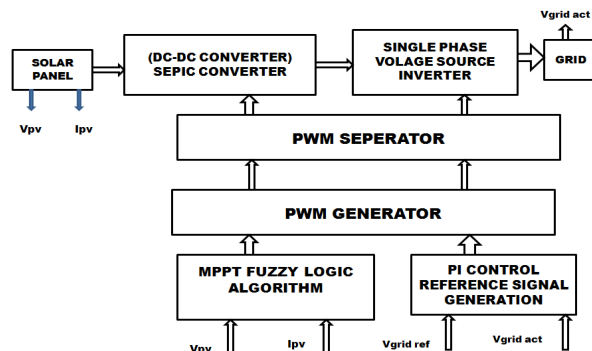 Vgrid act
SOLAR
PANEL
(DC-DC CONVERTER)
SEPIC CONVERTER
SINGLE PHASE
VOLAGE SOURCE
INVERTER
GRID
Vpv
Ipv
PWM SEPERATOR
PWM GENERATOR
MPPT FUZZY LOGIC
ALGORITHM
PI CONTROL
REFERENCE SIGNAL
GENERATION
Vpv
Ipv
Vgrid ref
Vgrid act